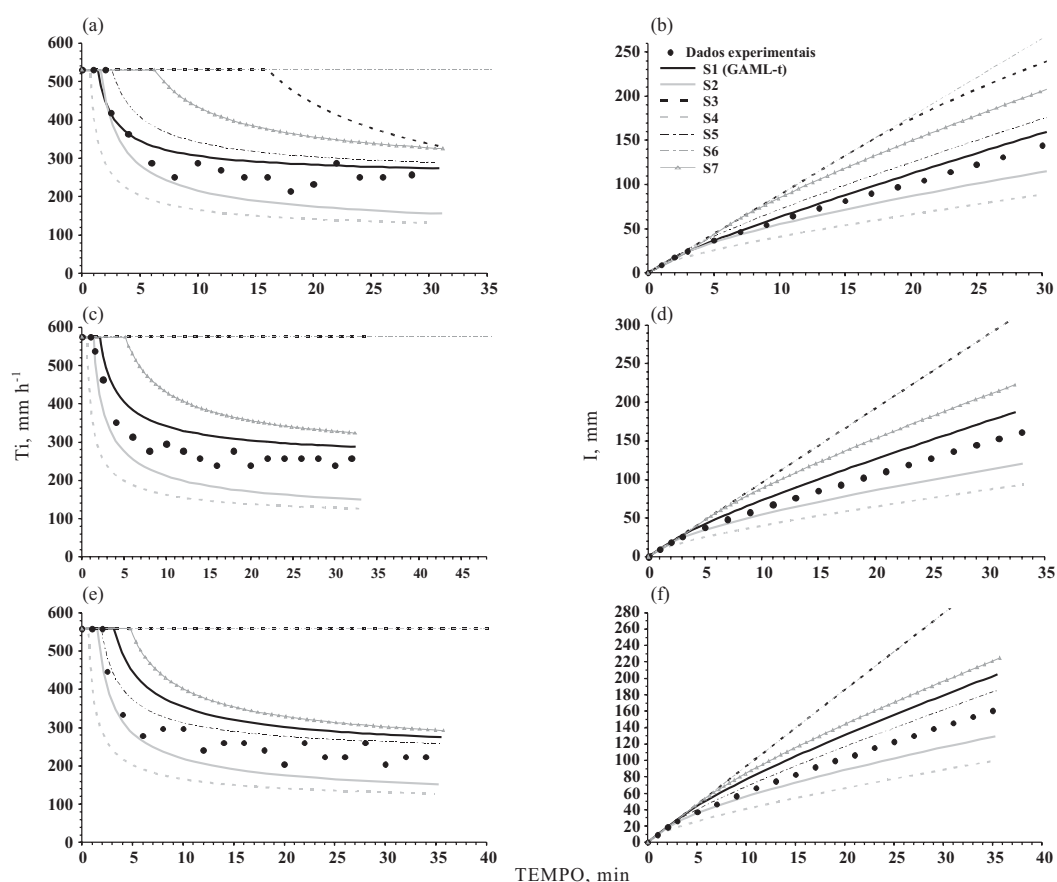 (a)
600
500
400
300
200
100
0
0 5 10 15 20 25 30 35
(b)
250
200
150
100
50
0
0 5 10 15 20 25 30
Dados experimentais
S1 (GAML-t)
S2
S3
S4
S5
S6
S7
(c)
600
500
400
300
200
100
0
0 5 10 15 20 25 30 35 40 45
Ti, mm h-1
(d)
300
250
200
150
100
50
0
0 5 10 15 20 25 30 35
I, mm
(e)
600
500
400
300
200
100
0
0 5 10 15 20 25 30 35 40
(f)
280
260
240
220
200
180
160
140
120
100
80
60
40
20
0
0 5 10 15 20 25 30 35 40
TEMPO, min